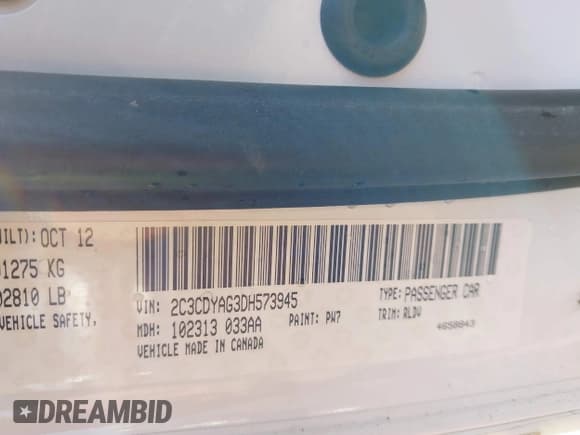 UILT): OCT 12
01275 KG
02810 LB
VEHICLE SAFETY,
VIN: 2C3CDYAG3DH573945
TYPE: PASSENGER CAR
MDH: 102313 033AA
PAINT: PW7
TRIM: RLDV
4658843
VEHICLE MADE IN CANADA
DREAMBID